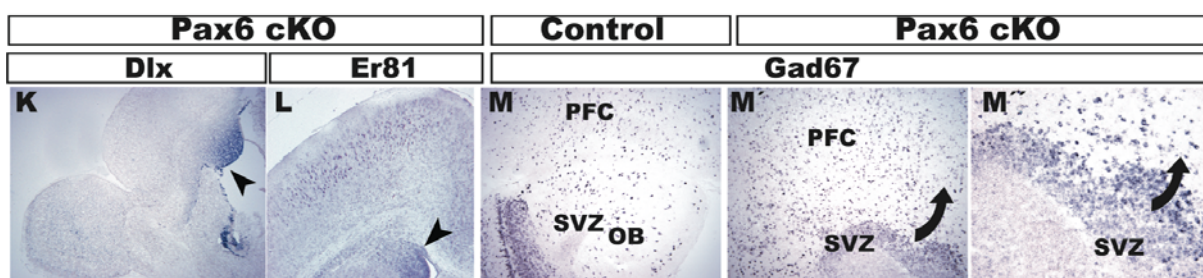 Pax6 cKO Control Pax6 cKO
Dlx Er81 Gad67
K L M M' M''
PFC PFC
SVZ OB SVZ SVZ